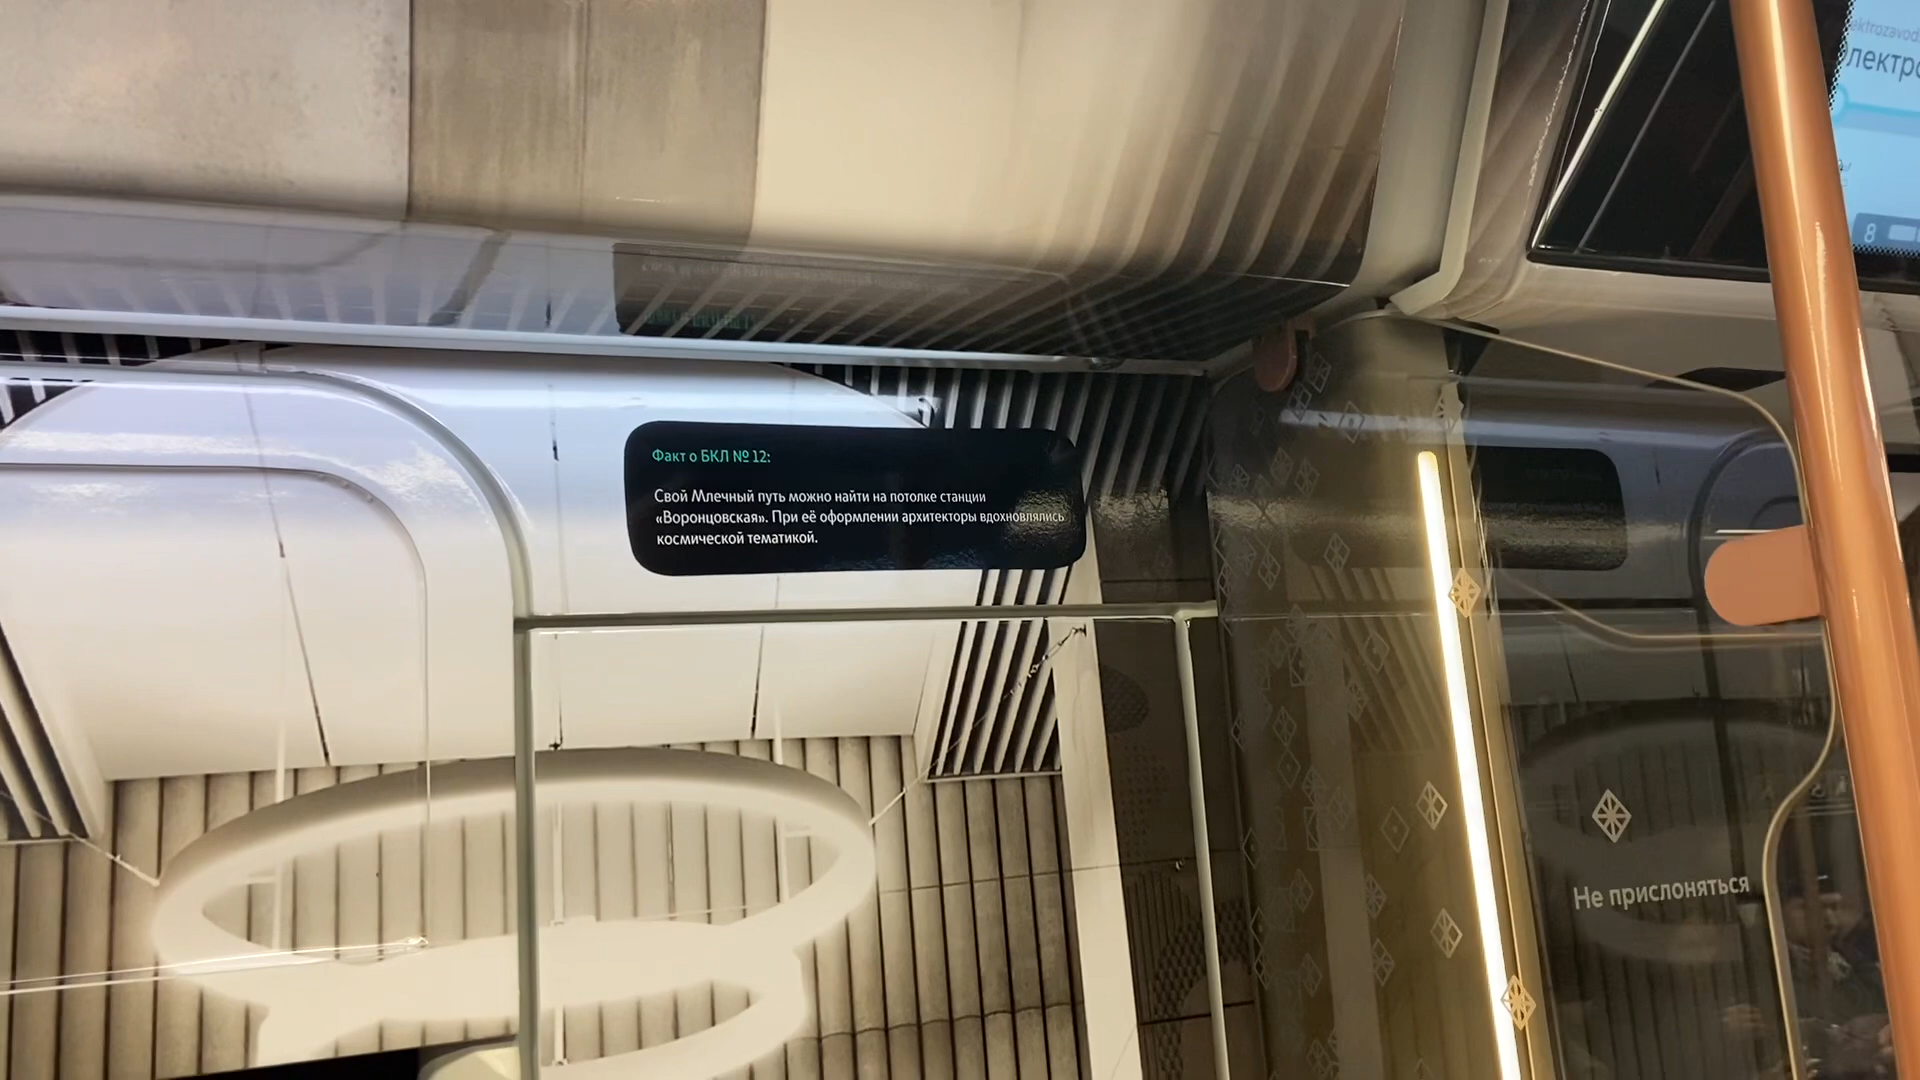 Факт о БКЛ № 12:
Свой Млечный путь можно найти на потолке станции
«Воронцовская». При её оформлении архитекторы вдохновлялись
космической тематикой.
8
Не прислоняться